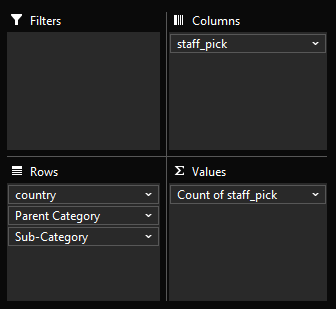 Filters
Columns
staff_pick
Rows
Values
country
Count of staff_pick
Parent Category
Sub-Category